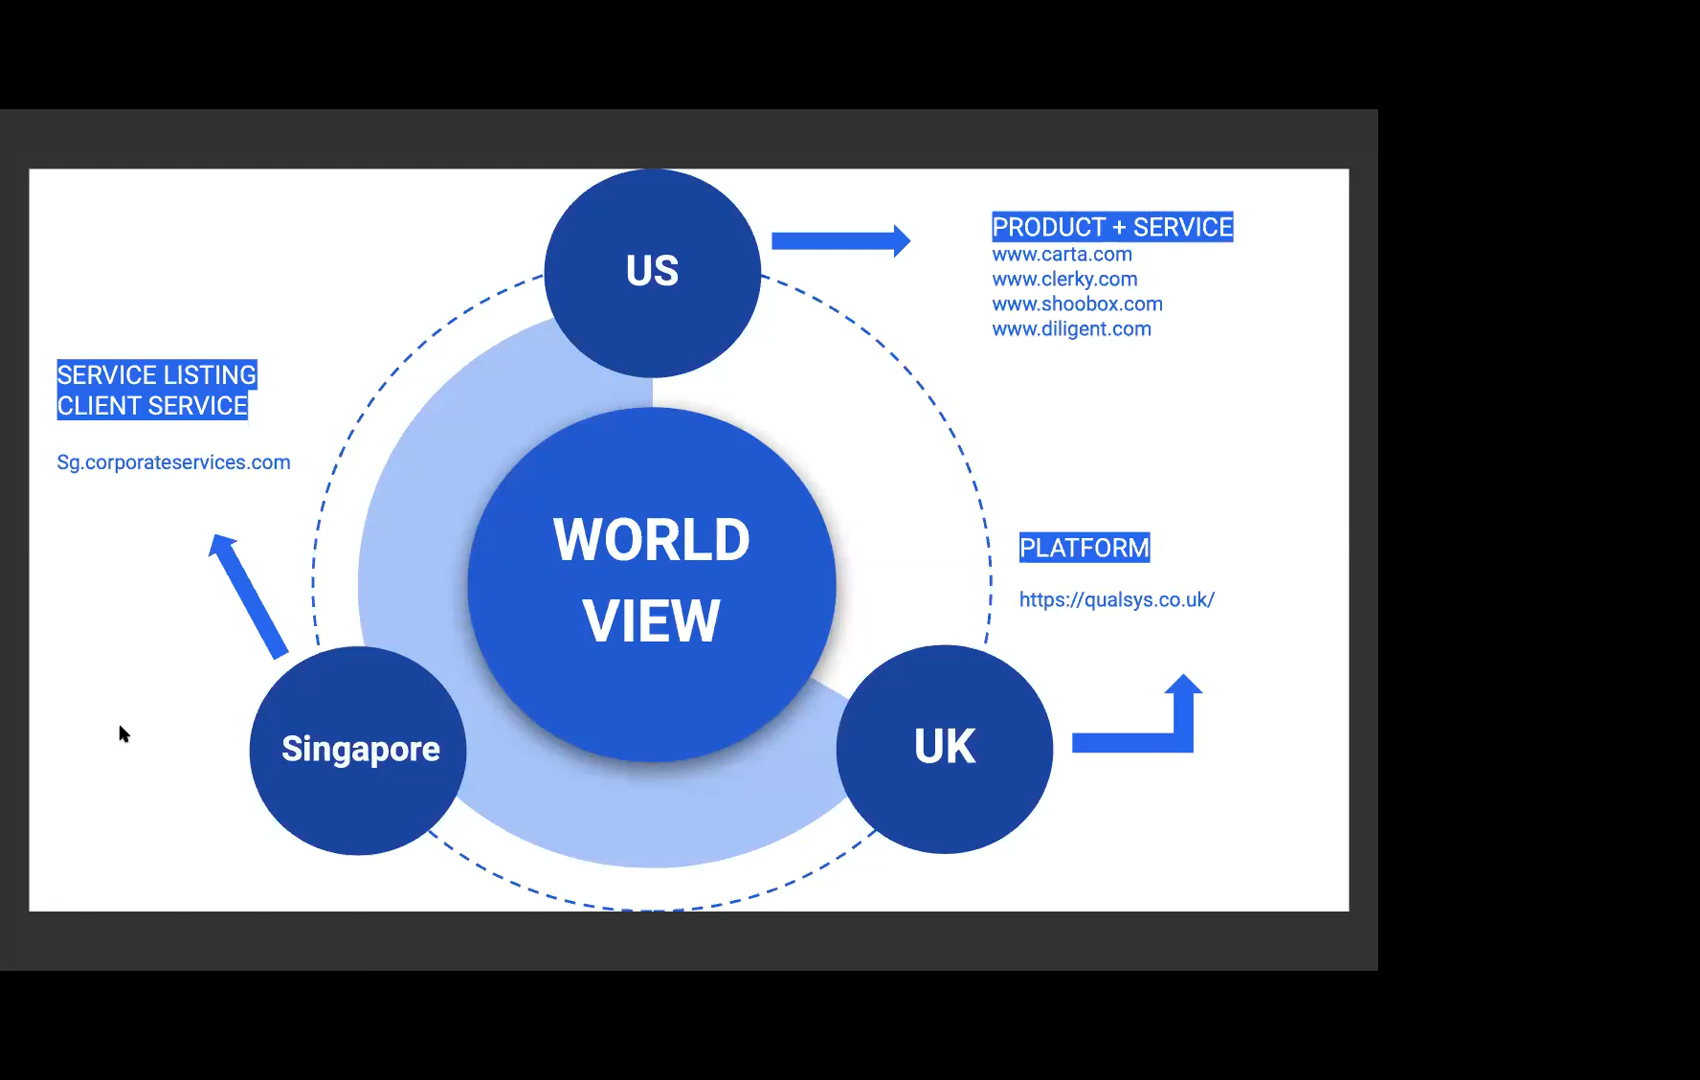 US
PRODUCT + SERVICE
www.carta.com
www.clerky.com
www.shoobox.com
www.diligent.com
SERVICE LISTING
CLIENT SERVICE
Sg.corporateservices.com
WORLD
VIEW
PLATFORM
https://qualsys.co.uk/
Singapore
UK